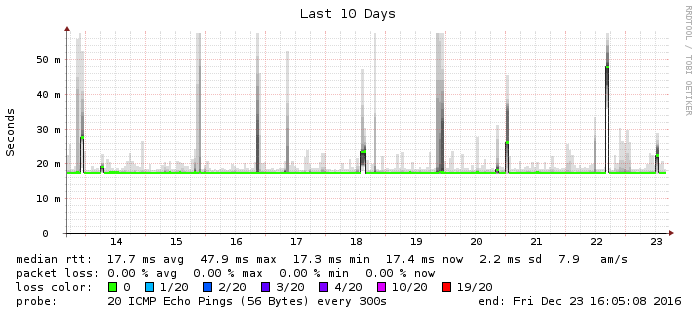 Last 10 Days
RRDTOOL / TOBI OETIKER
Seconds
50 m
40 m
30 m
20 m
10 m
0
14 15 16 17 18 19 20 21 22 23
median rtt: 17.7 ms avg 47.9 ms max 17.3 ms min 17.4 ms now 2.2 ms sd 7.9 am/s
packet loss: 0.00 % avg 0.00 % max 0.00 % min 0.00 % now
loss color: 0 1/20 2/20 3/20 4/20 10/20 19/20
probe: 20 ICMP Echo Pings (56 Bytes) every 300s end: Fri Dec 23 16:05:08 2016